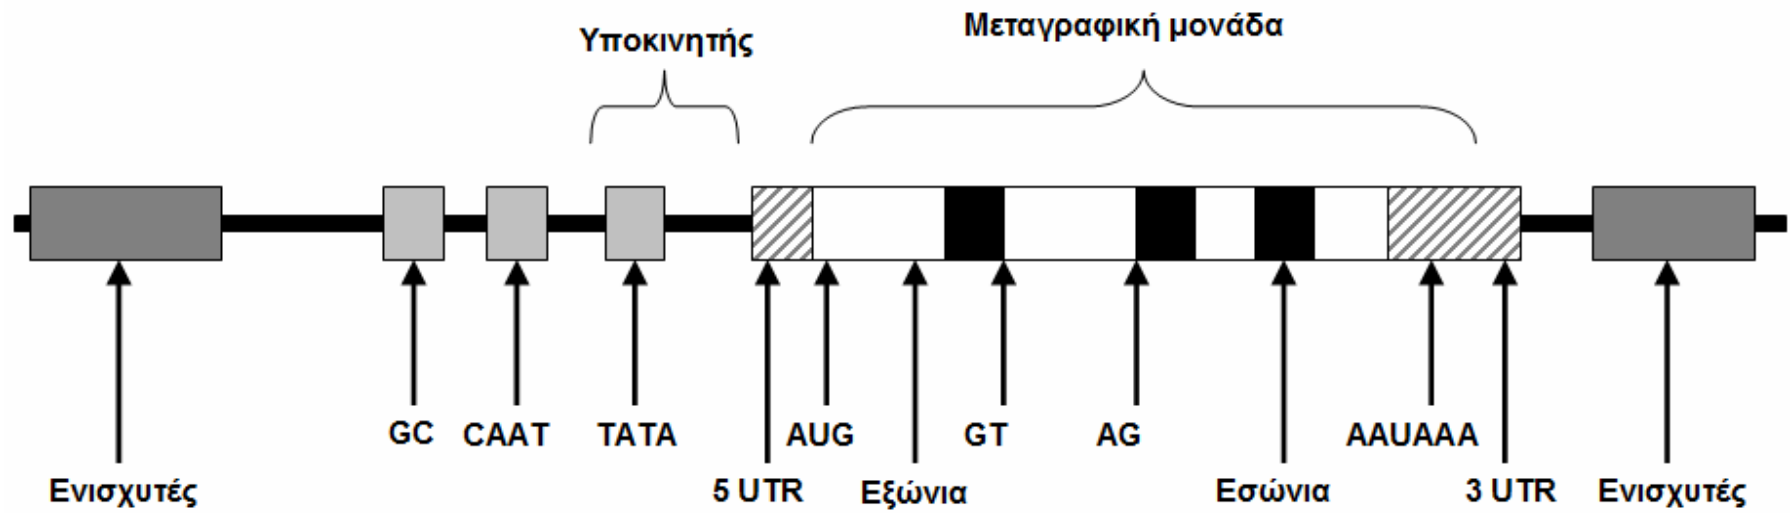 Μεταγραφική μονάδα
Υποκινητής
GC CAAT TATA AUG GT AG AAUAAA
Ενισχυτές 5 UTR Εξώνια Εσώνια 3 UTR Ενισχυτές